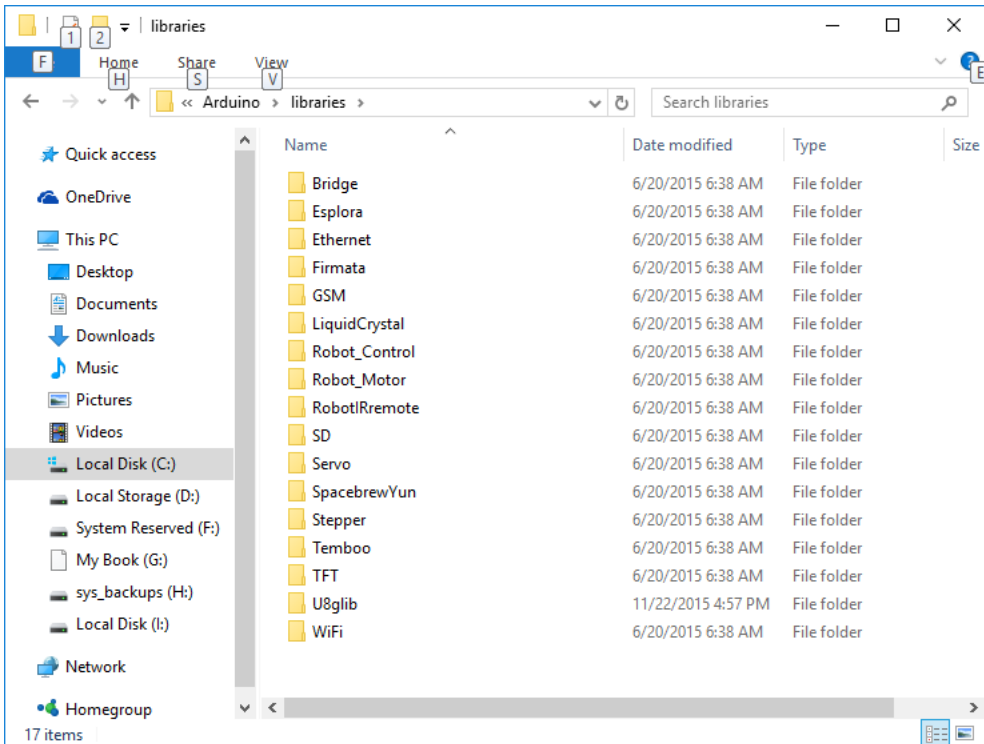 libraries
1 2
F Home Share View
H S V E
« Arduino › libraries › Search libraries
Name Date modified Type Size
Quick access
OneDrive
This PC
Desktop
Documents
Downloads
Music
Pictures
Videos
Local Disk (C:)
Local Storage (D:)
System Reserved (F:)
My Book (G:)
sys_backups (H:)
Local Disk (I:)
Network
Homegroup
Bridge 6/20/2015 6:38 AM File folder
Esplora 6/20/2015 6:38 AM File folder
Ethernet 6/20/2015 6:38 AM File folder
Firmata 6/20/2015 6:38 AM File folder
GSM 6/20/2015 6:38 AM File folder
LiquidCrystal 6/20/2015 6:38 AM File folder
Robot_Control 6/20/2015 6:38 AM File folder
Robot_Motor 6/20/2015 6:38 AM File folder
RobotIRremote 6/20/2015 6:38 AM File folder
SD 6/20/2015 6:38 AM File folder
Servo 6/20/2015 6:38 AM File folder
SpacebrewYun 6/20/2015 6:38 AM File folder
Stepper 6/20/2015 6:38 AM File folder
Temboo 6/20/2015 6:38 AM File folder
TFT 6/20/2015 6:38 AM File folder
U8glib 11/22/2015 4:57 PM File folder
WiFi 6/20/2015 6:38 AM File folder
17 items